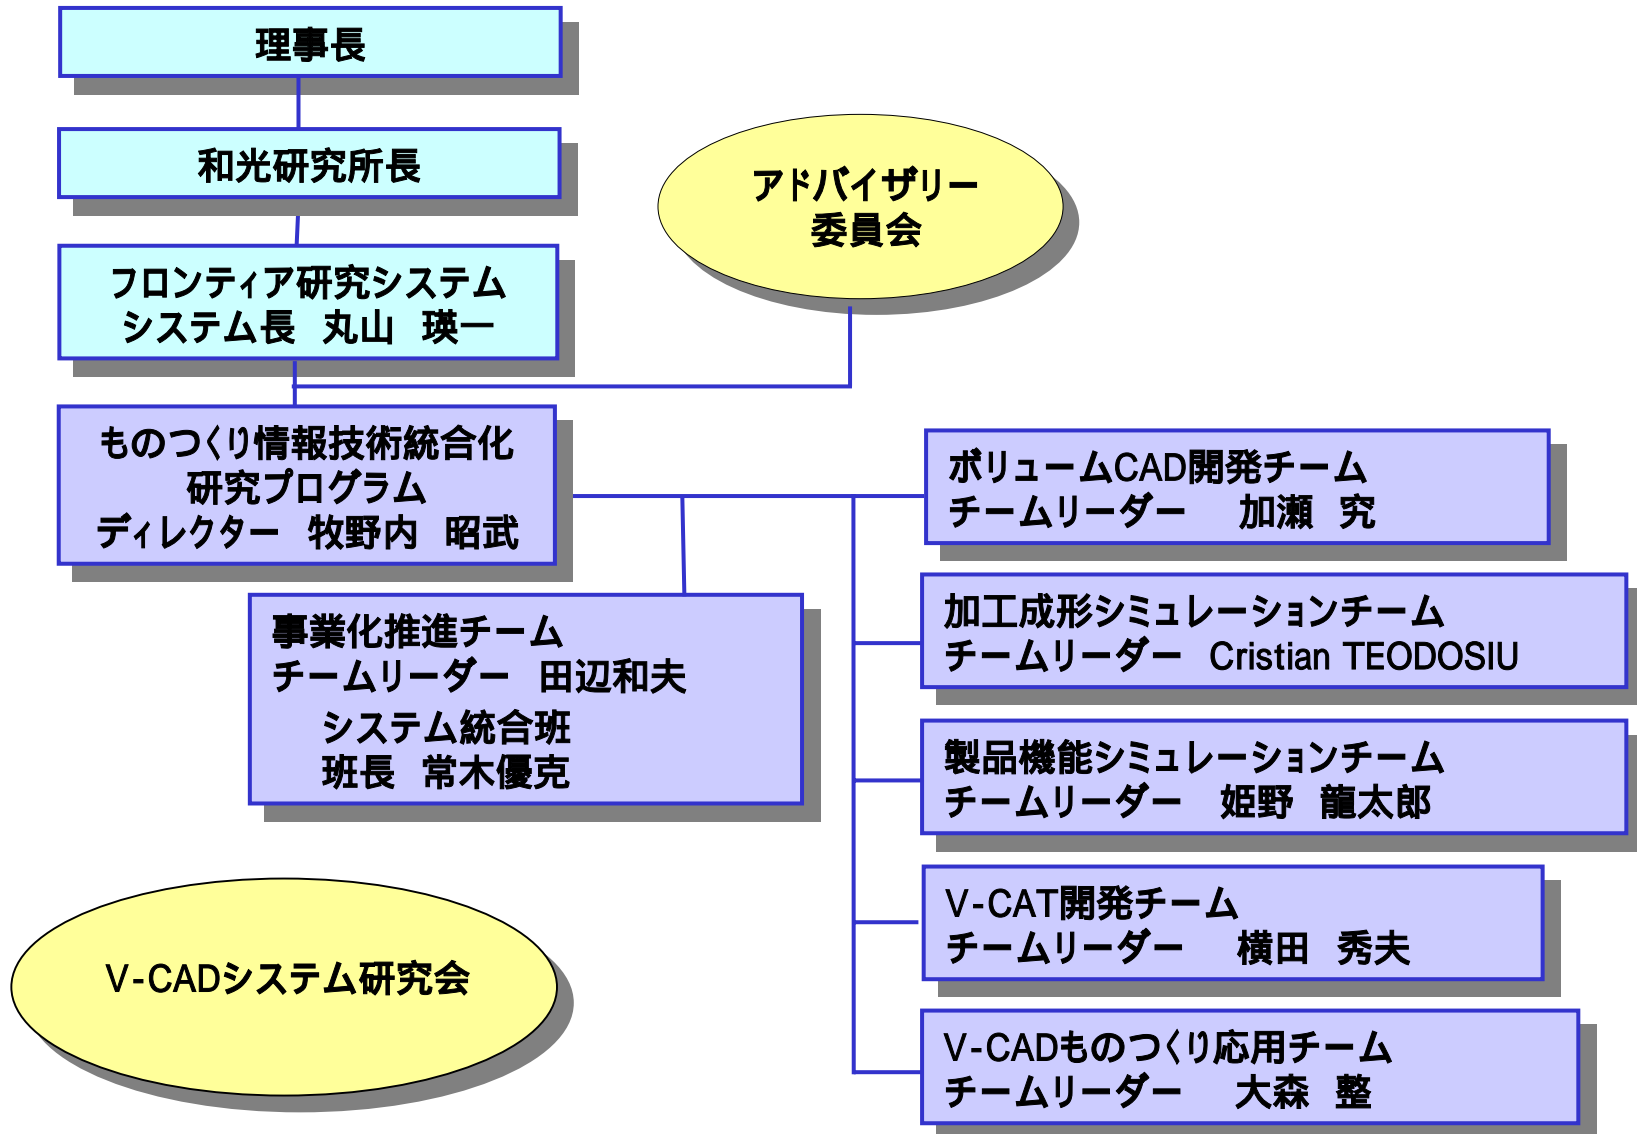 理事長
和光研究所長
アドバイザリー
委員会
フロンティア研究システム
システム長　丸山　瑛一
ものつくり情報技術統合化
研究プログラム
ディレクター　牧野内　昭武
ボリュームCAD開発チーム
チームリーダー　加瀬　究
加工成形シミュレーションチーム
チームリーダー　Cristian TEODOSIU
事業化推進チーム
チームリーダー　田辺和夫
システム統合班
班長　常木優克
製品機能シミュレーションチーム
チームリーダー　姫野　龍太郎
V-CAT開発チーム
チームリーダー　横田　秀夫
V-CADシステム研究会
V-CADものつくり応用チーム
チームリーダー　大森　整